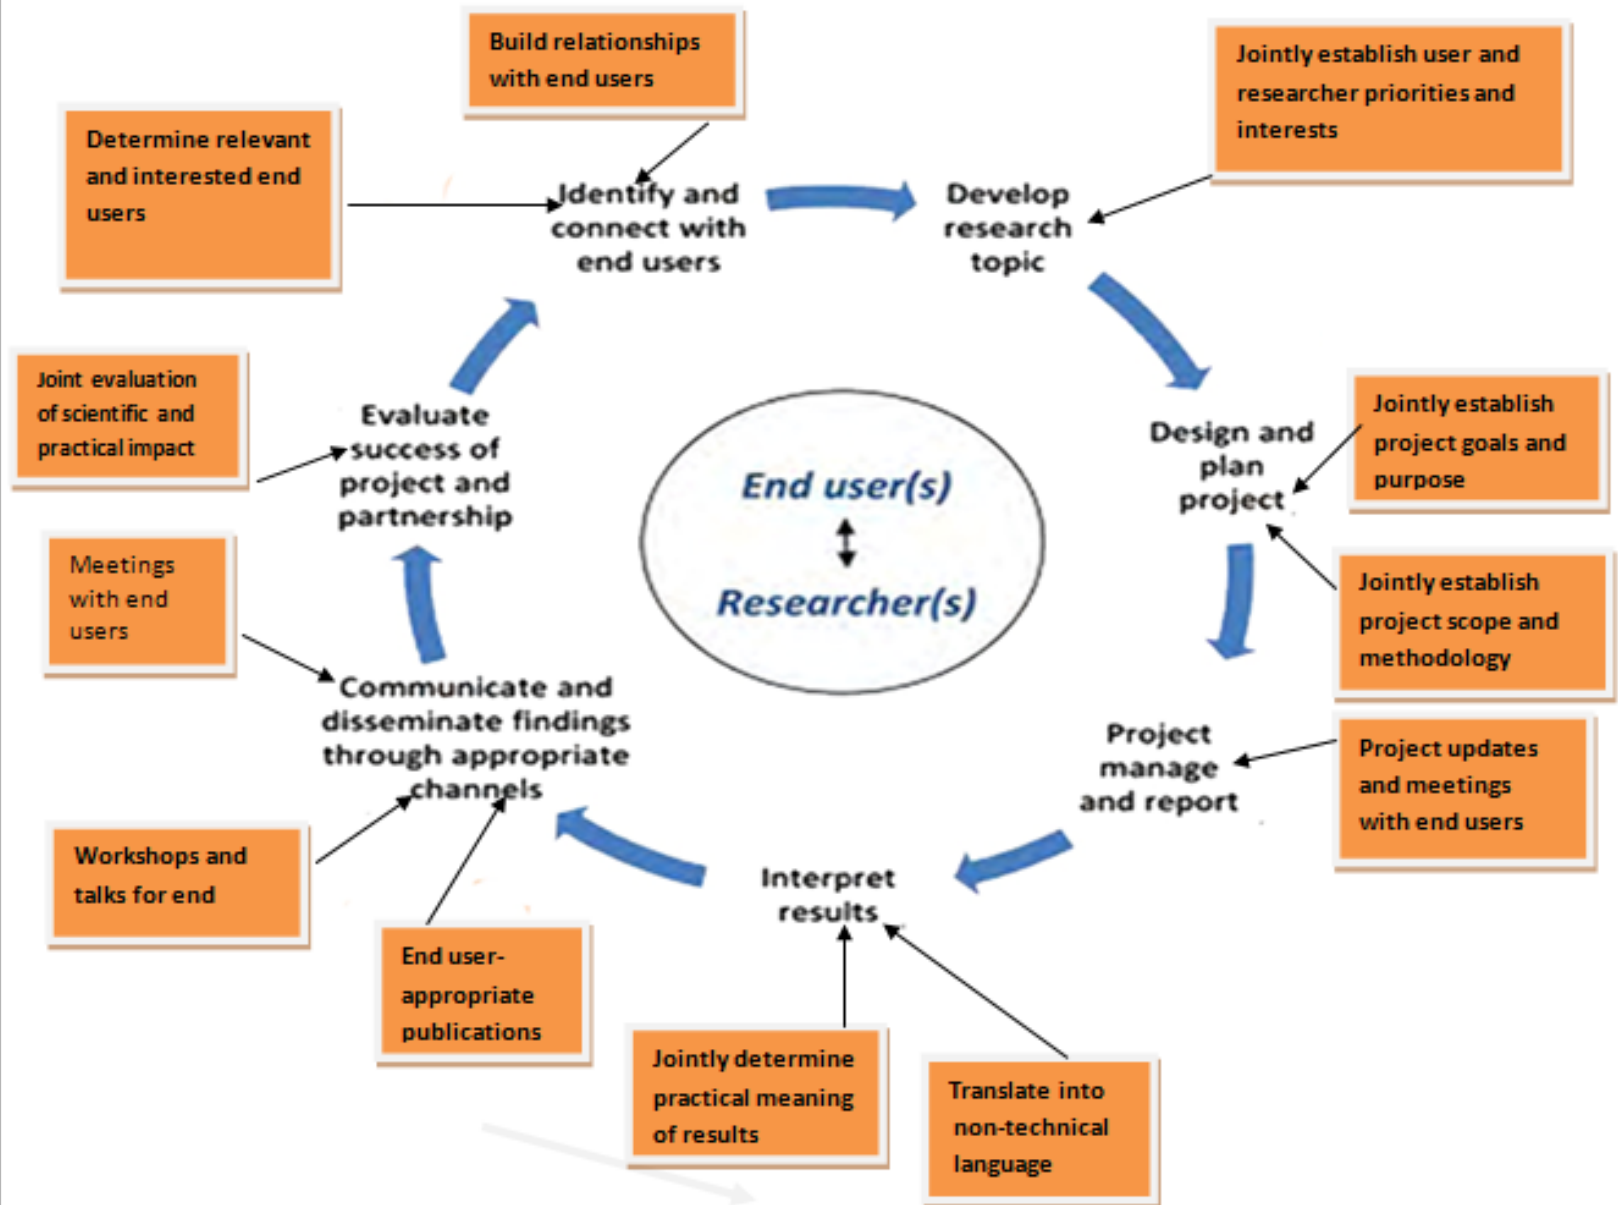 Build relationships
with end users
Jointly establish user and
researcher priorities and
interests
Determine relevant
and interested end
users
Identify and
connect with
end users
Develop
research
topic
Joint evaluation
of scientific and
practical impact
Evaluate
success of
project and
partnership
Design and
plan
project
Jointly establish
project goals and
purpose
End user(s)
Researcher(s)
Meetings
with end
users
Jointly establish
project scope and
methodology
Communicate and
disseminate findings
through appropriate
channels
Project
manage
and report
Project updates
and meetings
with end users
Workshops and
talks for end
Interpret
results
End user-
appropriate
publications
Jointly determine
practical meaning
of results
Translate into
non-technical
language